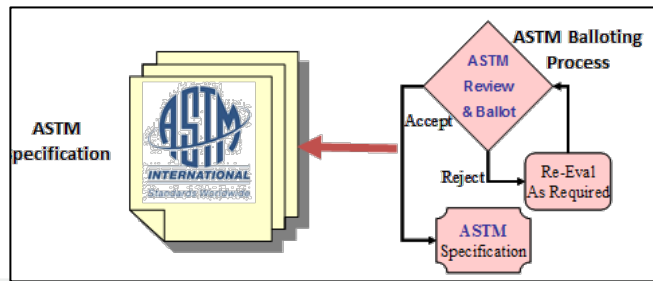 ASTM
Specification
ASTM
INTERNATIONAL
Standards Worldwide
ASTM Balloting
Process
ASTM
Review
& Ballot
Accept
Reject
Re-Eval
As Required
ASTM
Specification